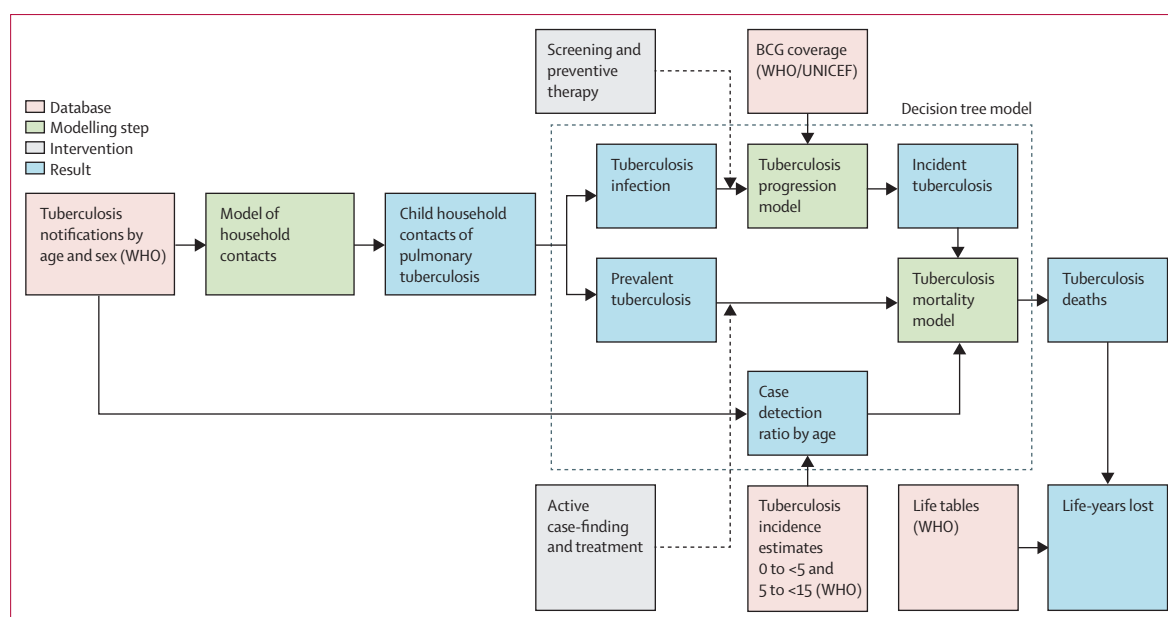 Screening and
preventive
therapy
BCG coverage
(WHO/UNICEF)
Decision tree model
Database
Modelling step
Intervention
Result
Tuberculosis
infection
Tuberculosis
progression
model
Incident
tuberculosis
Tuberculosis
notifications by
age and sex (WHO)
Model of
household
contacts
Child household
contacts of
pulmonary
tuberculosis
Prevalent
tuberculosis
Tuberculosis
mortality
model
Tuberculosis
deaths
Case
detection
ratio by age
Active
case-finding
and treatment
Tuberculosis
incidence
estimates
0 to <5 and
5 to <15 (WHO)
Life tables
(WHO)
Life-years lost